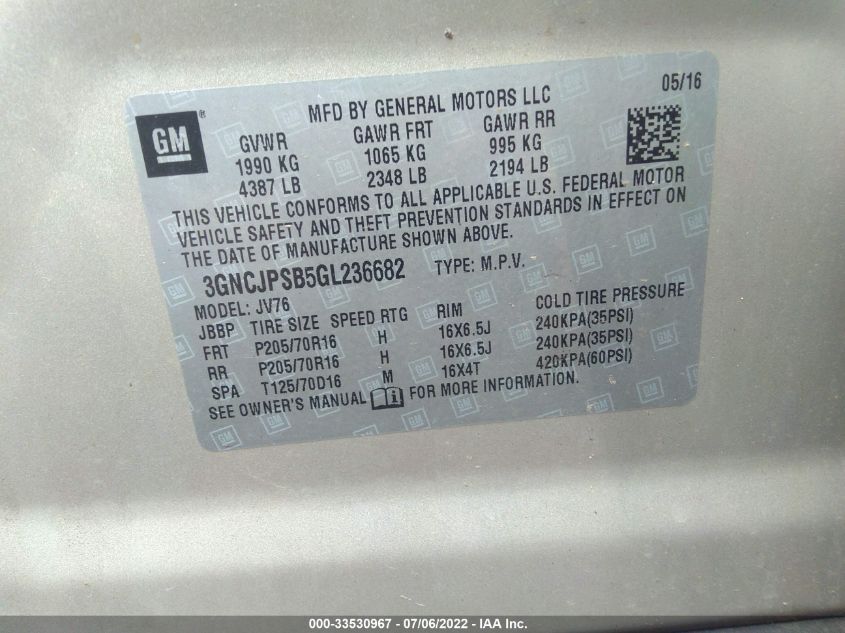 05/16
MFD BY GENERAL MOTORS LLC
GM ®
GVWR GAWR FRT GAWR RR
1990 KG 1065 KG 995 KG
4387 LB 2348 LB 2194 LB
THIS VEHICLE CONFORMS TO ALL APPLICABLE U.S. FEDERAL MOTOR
VEHICLE SAFETY AND THEFT PREVENTION STANDARDS IN EFFECT ON
THE DATE OF MANUFACTURE SHOWN ABOVE.
3GNCJPSB5GL236682 TYPE: M.P.V.
MODEL: JV76
JBBP TIRE SIZE SPEED RTG RIM COLD TIRE PRESSURE
FRT P205/70R16 H 16X6.5J 240KPA(35PSI)
RR P205/70R16 H 16X6.5J 240KPA(35PSI)
SPA T125/70D16 M 16X4T 420KPA(60PSI)
SEE OWNER'S MANUAL i FOR MORE INFORMATION.
000-33530967 - 07/06/2022 - IAA Inc.